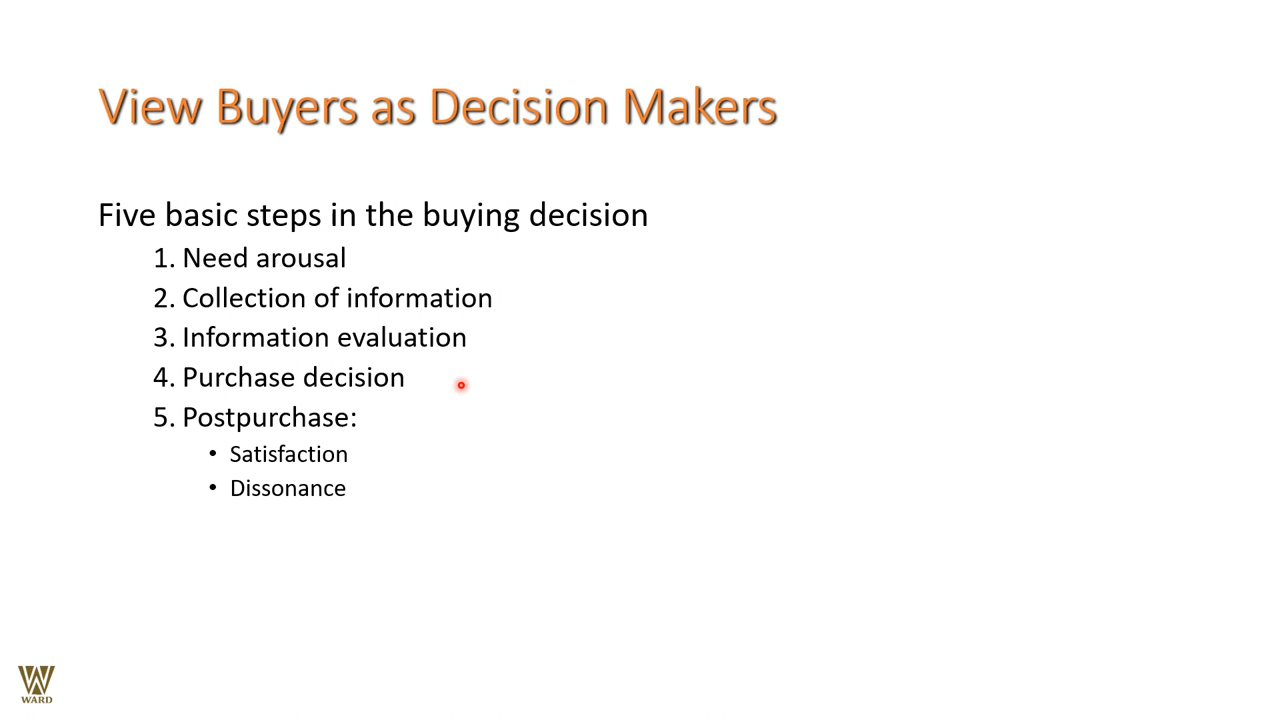 View Buyers as Decision Makers
Five basic steps in the buying decision
1. Need arousal
2. Collection of information
3. Information evaluation
4. Purchase decision
5. Postpurchase:
• Satisfaction
• Dissonance
W
WARD